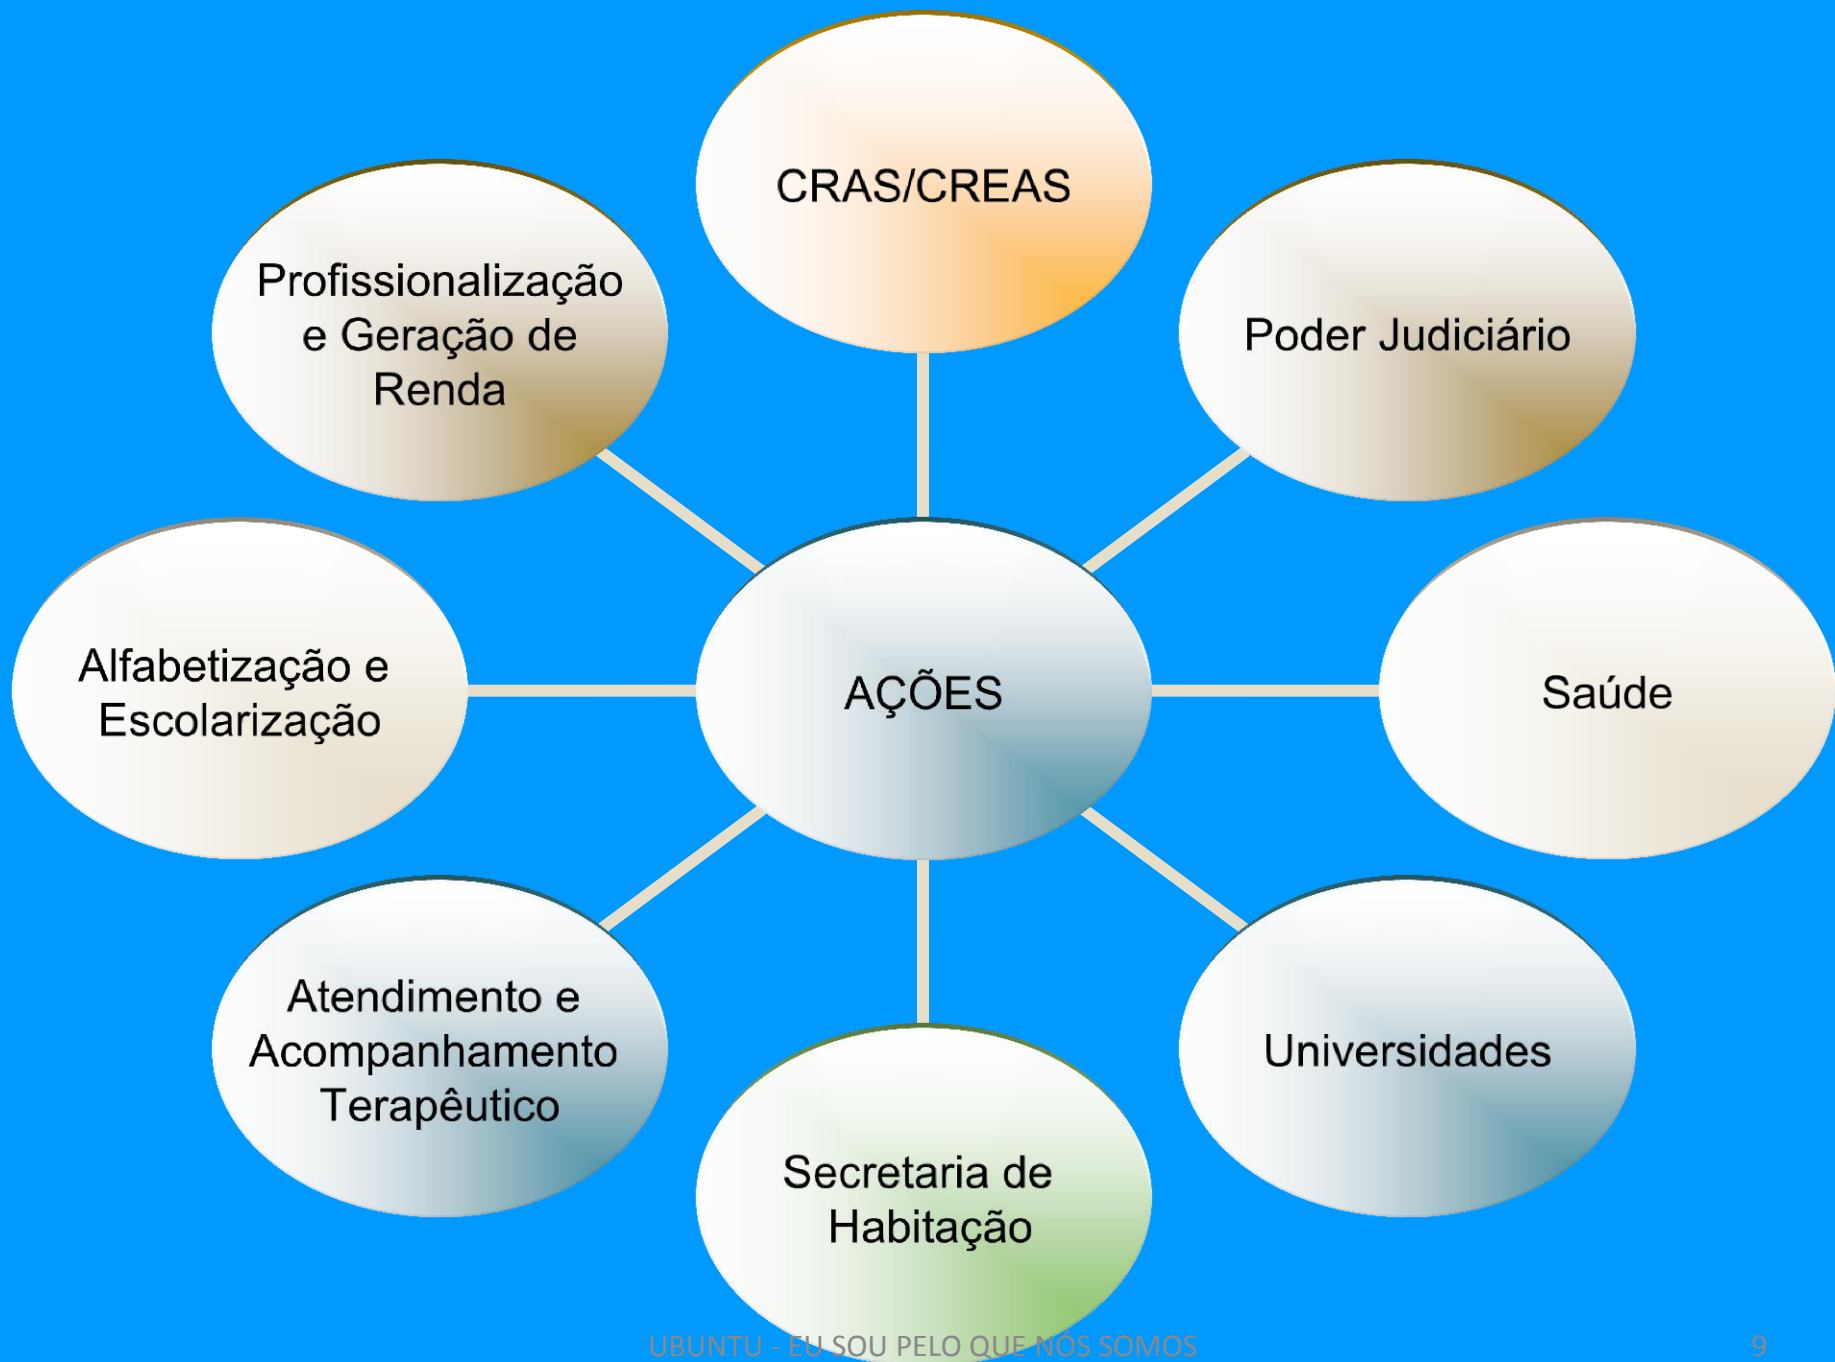 CRAS/CREAS
Profissionalização
e Geração de
Renda
Poder Judiciário
Alfabetização e
Escolarização
AÇÕES
Saúde
Atendimento e
Acompanhamento
Terapêutico
Universidades
Secretaria de
Habitação
UBUNTU - EU SOU PELO QUE NÓS SOMOS
9